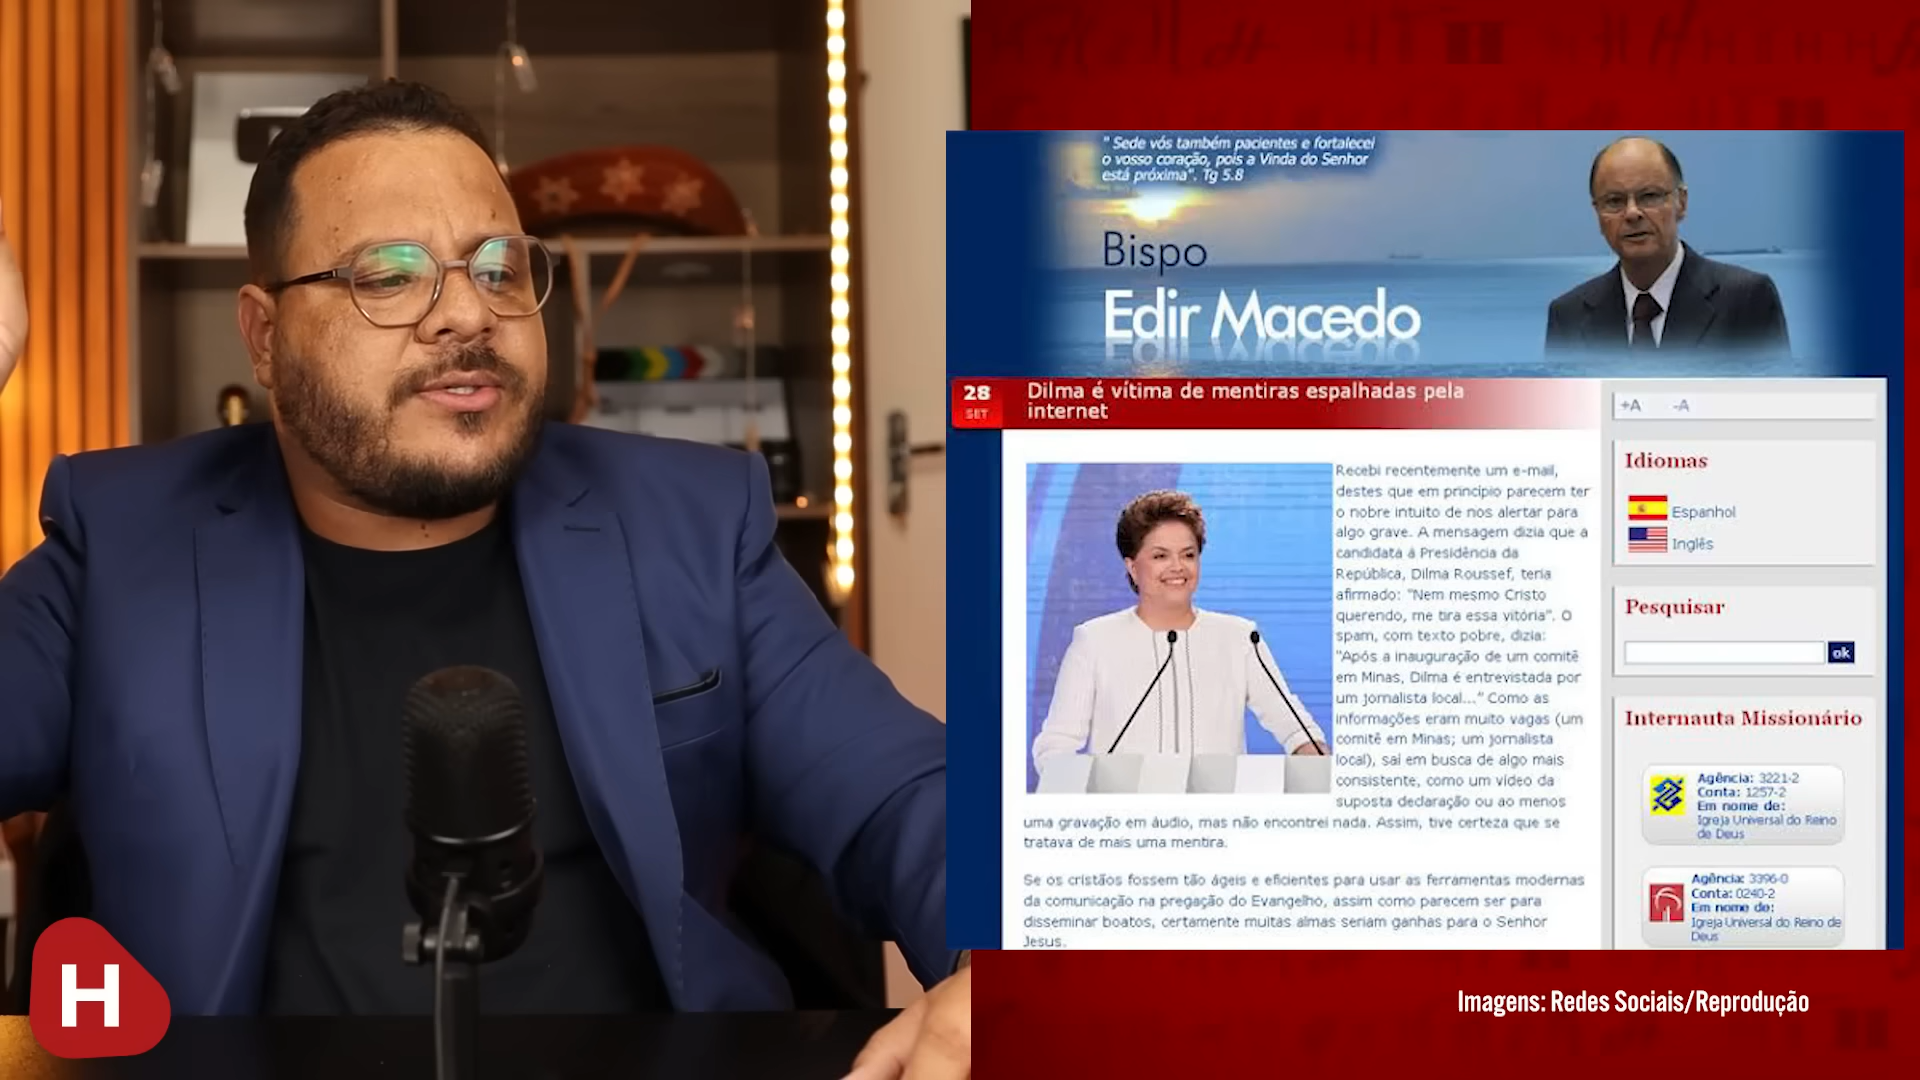 " Sede vós também pacientes e fortalecei
o vosso coração, pois a Vinda do Senhor
está próxima". Tg 5.8
Bispo
Edir Macedo
28
SET
Dilma é vítima de mentiras espalhadas pela
internet
Recebi recentemente um e-mail,
destes que em princípio parecem ter
o nobre intuito de nos alertar para
algo grave. A mensagem dizia que a
candidata á Presidência da
República, Dilma Roussef, teria
afirmado: "Nem mesmo Cristo
querendo, me tira essa vitória". O
spam, com texto pobre, dizia:
"Após a inauguração de um comitê
em Minas, Dilma é entrevistada por
um jornalista local..." Como as
informações eram muito vagas (um
comitê em Minas; um jornalista
local), saí em busca de algo mais
consistente, como um vídeo da
suposta declaração ou ao menos
uma gravação em áudio, mas não encontrei nada. Assim, tive certeza que se
tratava de mais uma mentira.
Se os cristãos fossem tão ágeis e eficientes para usar as ferramentas modernas
da comunicação na pregação do Evangelho, assim como parecem ser para
disseminar boatos, certamente muitas almas seriam ganhas para o Senhor
Jesus.
+A -A
Idiomas
Espanhol
Inglês
Pesquisar
ok
Internauta Missionário
Agência: 3221-2
Conta: 1257-2
Em nome de:
Igreja Universal do Reino
de Deus
Agência: 3396-0
Conta: 0240-2
Em nome de:
Igreja Universal do Reino de
Deus
H
Imagens: Redes Sociais/Reprodução